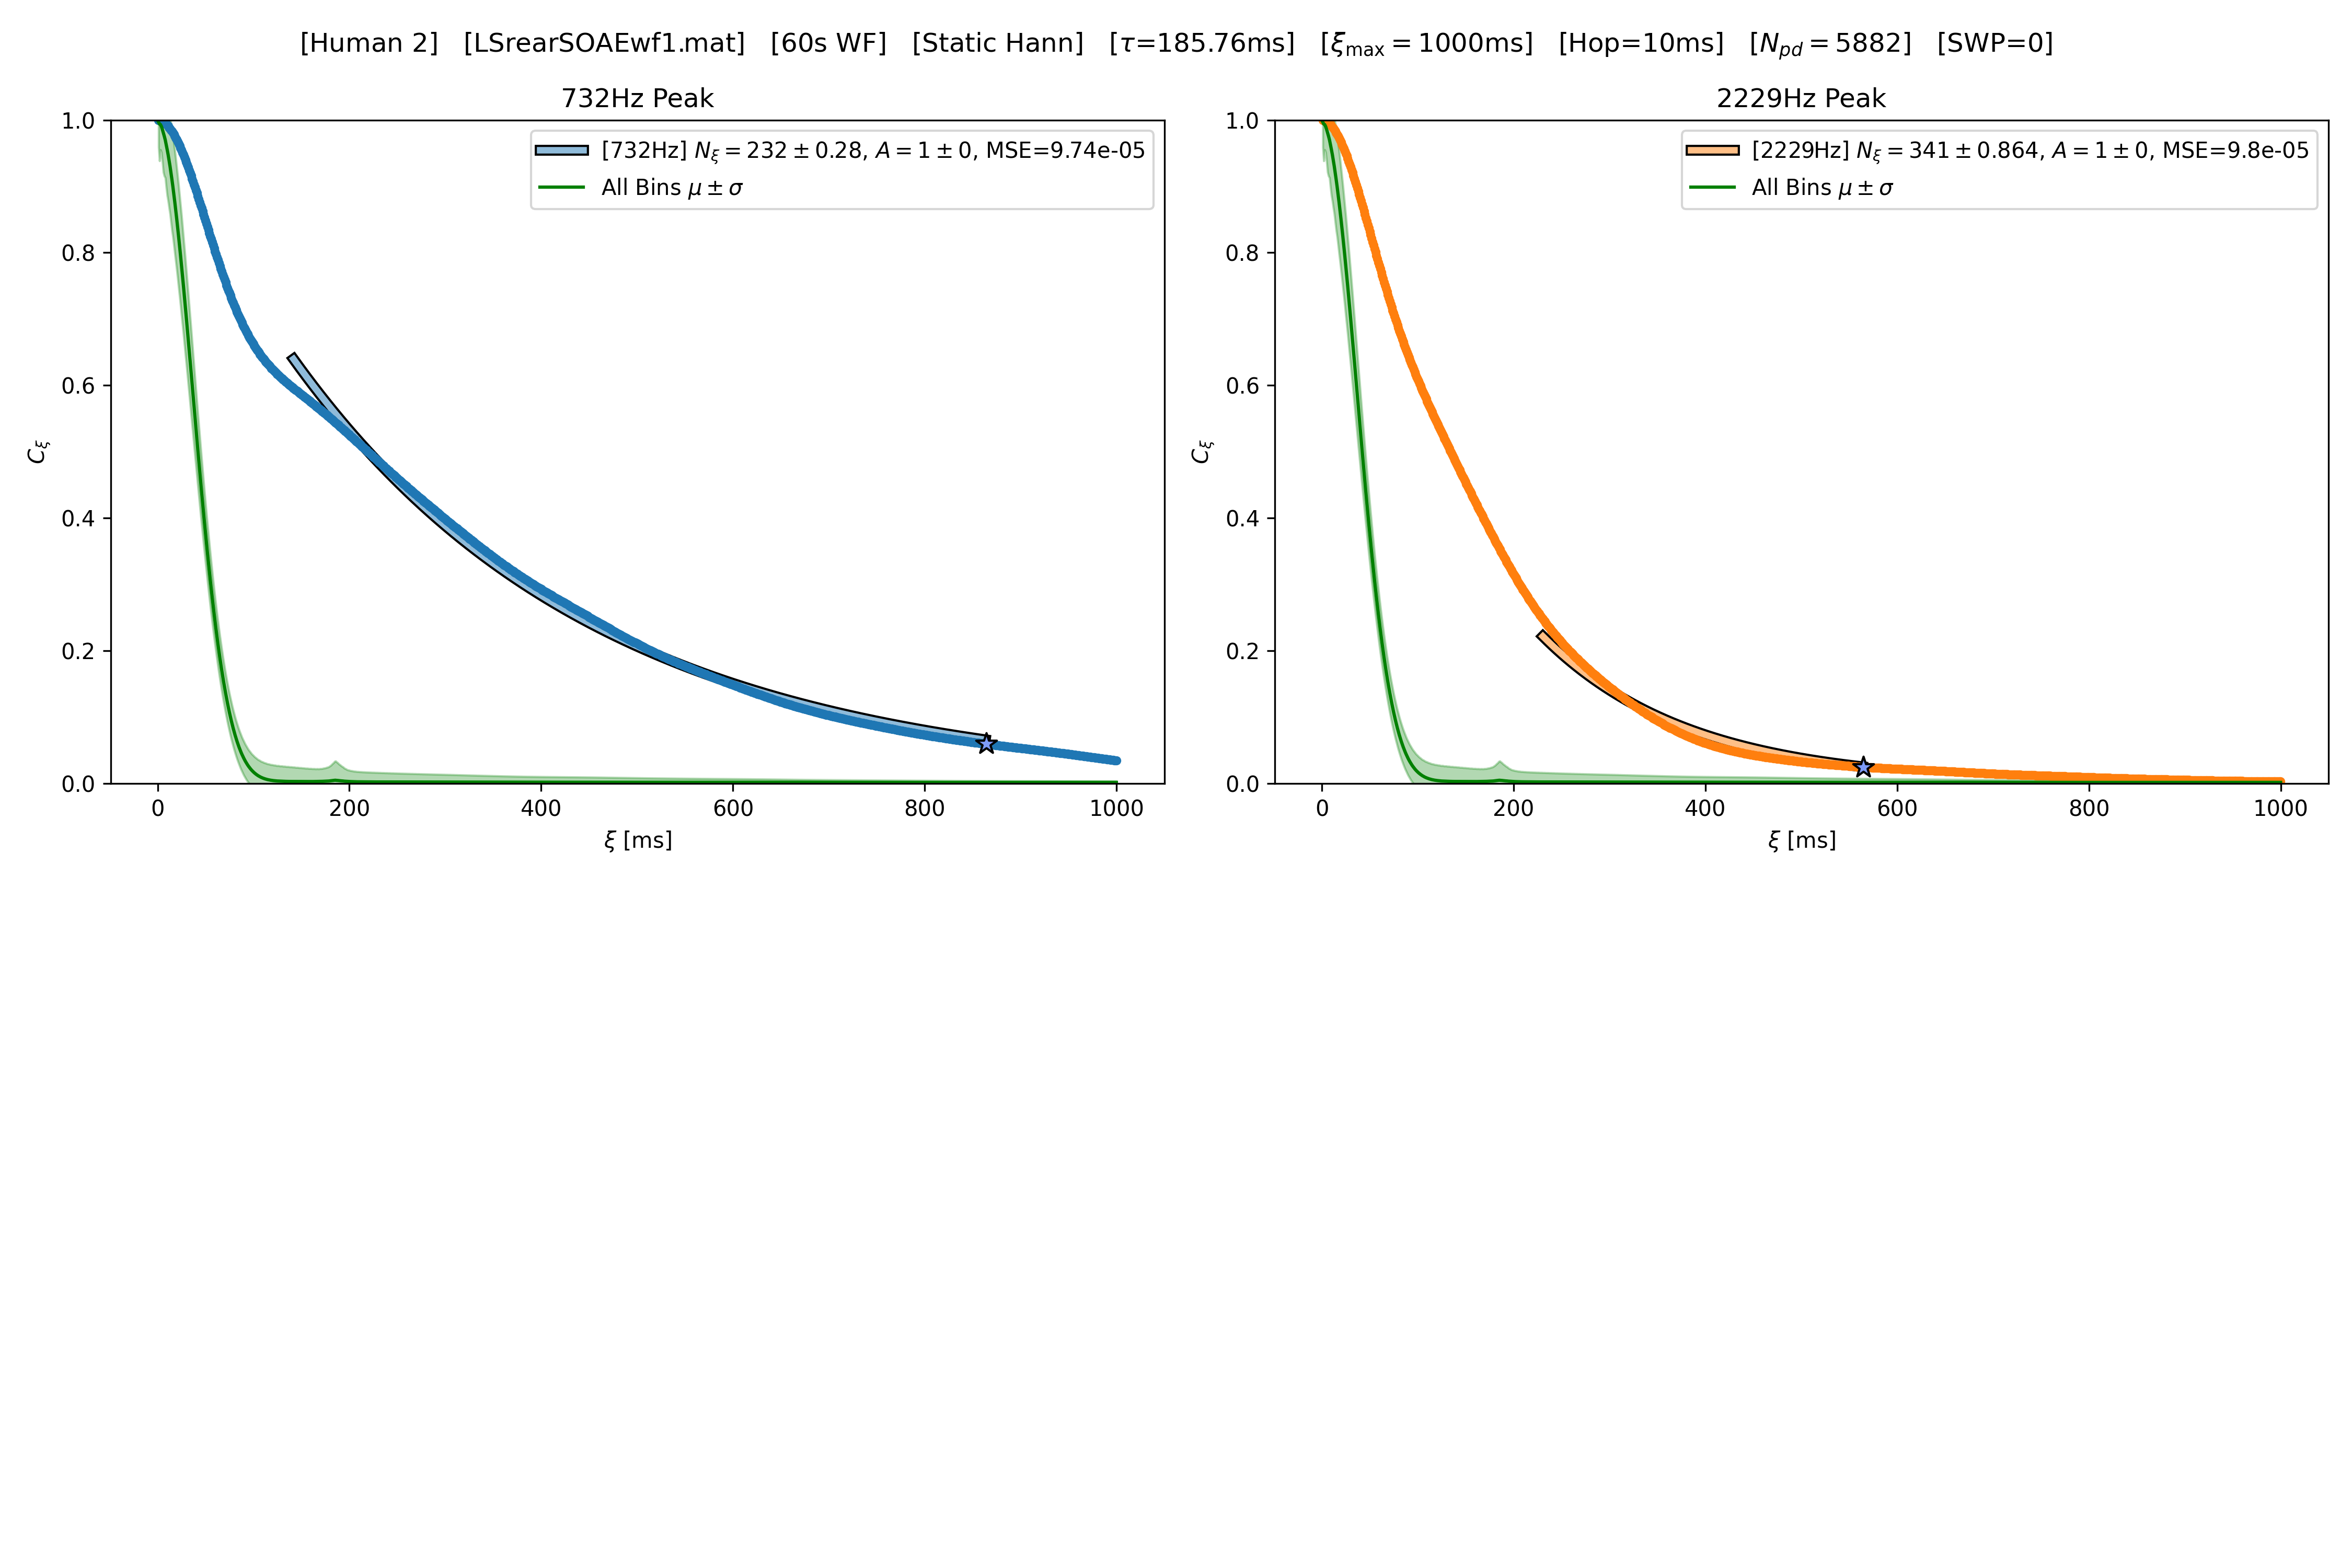 [Human 2] [LSrearSOAEwf1.mat] [60s WF] [Static Hann] [τ=185.76ms] [ξmax = 1000ms] [Hop=10ms] [Npd = 5882] [SWP=0]
732Hz Peak
[732Hz] Nξ = 232 ± 0.28, A = 1 ± 0, MSE=9.74e-05
All Bins μ ± σ
1.0
0.8
0.6
0.4
0.2
0.0
Cξ
0 200 400 600 800 1000
ξ [ms]
2229Hz Peak
[2229Hz] Nξ = 341 ± 0.864, A = 1 ± 0, MSE=9.8e-05
All Bins μ ± σ
1.0
0.8
0.6
0.4
0.2
0.0
Cξ
0 200 400 600 800 1000
ξ [ms]